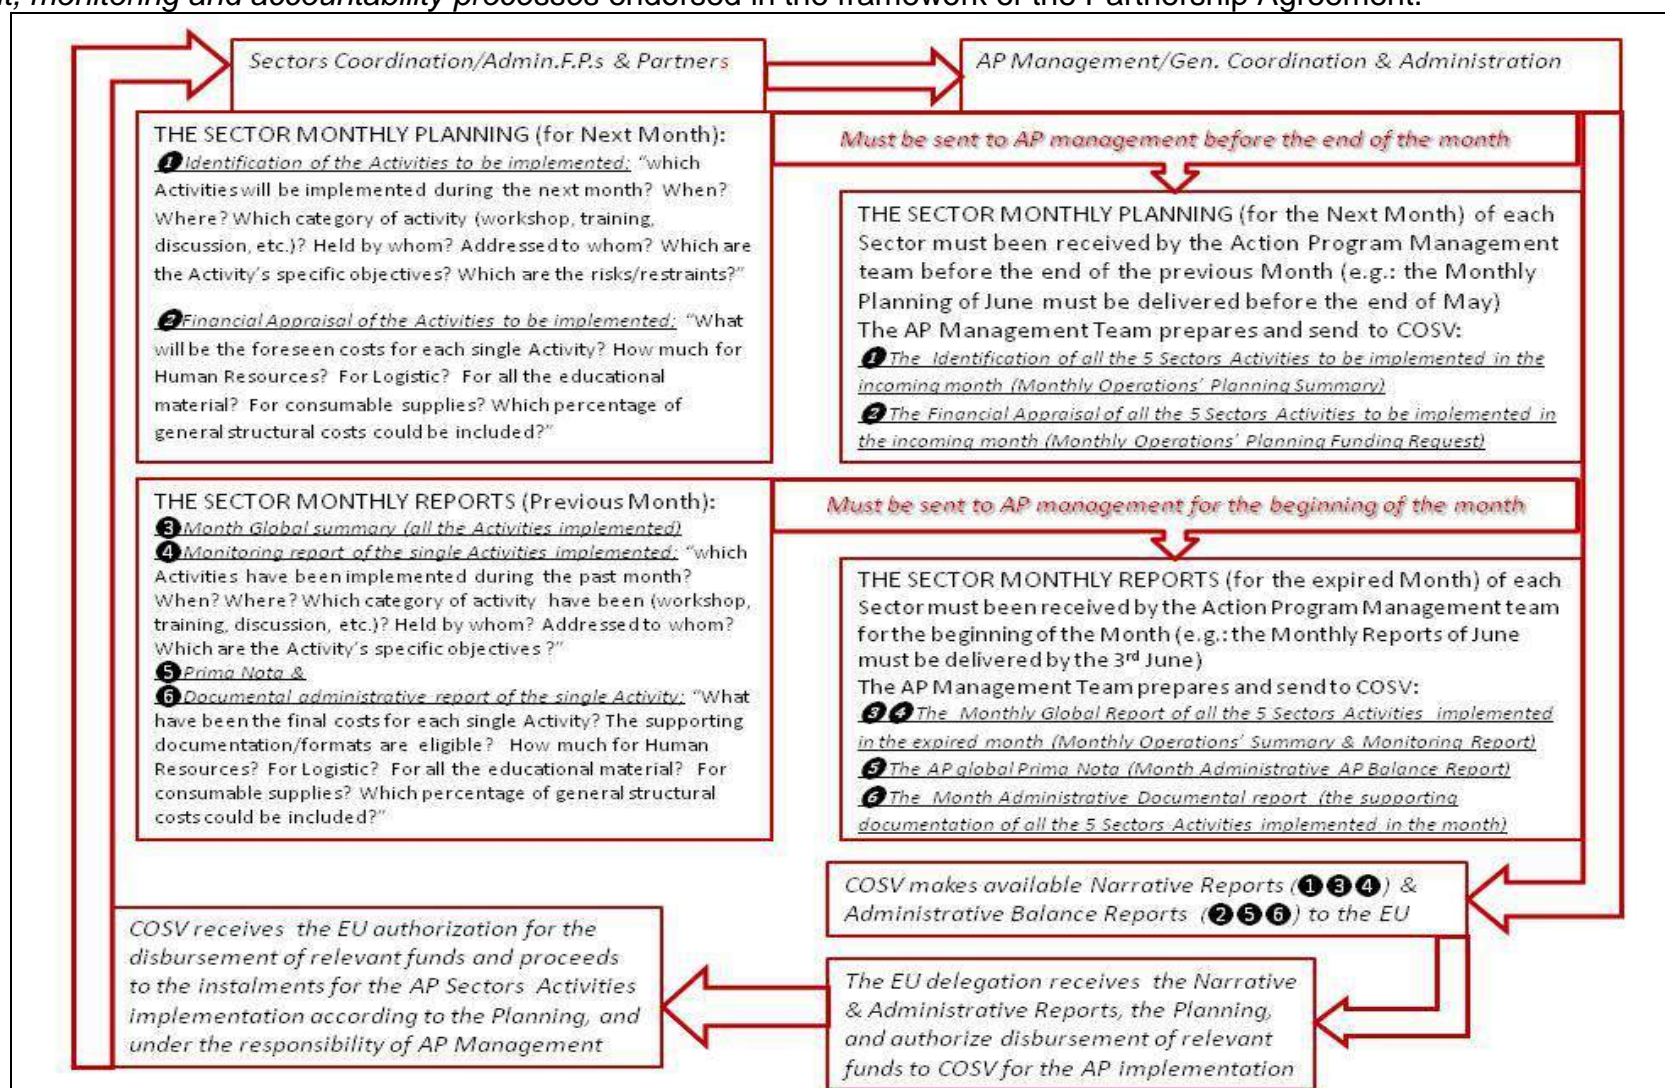 t, monitoring and accountability processes endorsed in the framework of the Partnership Agreement.
Sectors Coordination/Admin.F.P.s & Partners
AP Management/Gen. Coordination & Administration
THE SECTOR MONTHLY PLANNING (for Next Month):
❶Identification of the Activities to be implemented: “which
Activities will be implemented during the next month? When?
Where? Which category of activity (workshop, training,
discussion, etc.)? Held by whom? Addressed to whom? Which are
the Activity’s specific objectives? Which are the risks/restraints?”
❷Financial Appraisal of the Activities to be implemented: “What
will be the foreseen costs for each single Activity? How much for
Human Resources? For Logistic? For all the educational
material? For consumable supplies? Which percentage of
general structural costs could be included?”
Must be sent to AP management before the end of the month
THE SECTOR MONTHLY PLANNING (for the Next Month) of each
Sector must been received by the Action Program Management
team before the end of the previous Month (e.g.: the Monthly
Planning of June must be delivered before the end of May)
The AP Management Team prepares and send to COSV:
❶The Identification of all the 5 Sectors Activities to be implemented in the
incoming month (Monthly Operations’ Planning Summary)
❷The Financial Appraisal of all the 5 Sectors Activities to be implemented in
the incoming month (Monthly Operations’ Planning Funding Request)
THE SECTOR MONTHLY REPORTS (Previous Month):
❸Month Global summary (all the Activities implemented)
❹Monitoring report of the single Activities implemented: “which
Activities have been implemented during the past month?
When? Where? Which category of activity have been (workshop,
training, discussion, etc.)? Held by whom? Addressed to whom?
Which are the Activity’s specific objectives ?”
❺Prima Nota &
❻Documental administrative report of the single Activity: “What
have been the final costs for each single Activity? The supporting
documentation/formats are eligible? How much for Human
Resources? For Logistic? For all the educational material? For
consumable supplies? Which percentage of general structural
costs could be included?”
Must be sent to AP management for the beginning of the month
THE SECTOR MONTHLY REPORTS (for the expired Month) of each
Sector must been received by the Action Program Management team
for the beginning of the Month (e.g.: the Monthly Reports of June
must be delivered by the 3rd June)
The AP Management Team prepares and send to COSV:
❸❹The Monthly Global Report of all the 5 Sectors Activities implemented
in the expired month (Monthly Operations’ Summary & Monitoring Report)
❺The AP global Prima Nota (Month Administrative AP Balance Report)
❻The Month Administrative Documental report (the supporting
documentation of all the 5 Sectors Activities implemented in the month)
COSV makes available Narrative Reports (❶❸❹) &
Administrative Balance Reports (❷❺❻) to the EU
The EU delegation receives the Narrative
& Administrative Reports, the Planning,
and authorize disbursement of relevant
funds to COSV for the AP implementation
COSV receives the EU authorization for the
disbursement of relevant funds and proceeds
to the instalments for the AP Sectors Activities
implementation according to the Planning, and
under the responsibility of AP Management